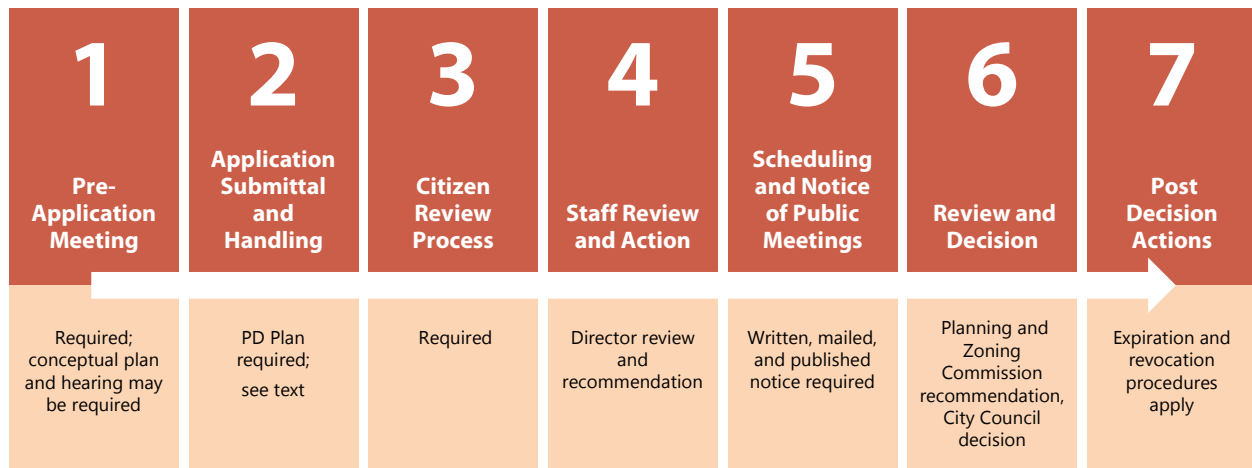 1
Pre-
Application
Meeting
Required;
conceptual plan
and hearing may
be required
2
Application
Submittal
and
Handling
PD Plan
required;
see text
3
Citizen
Review
Process
Required
4
Staff Review
and Action
Director review
and
recommendation
5
Scheduling
and Notice
of Public
Meetings
Written, mailed,
and published
notice required
6
Review and
Decision
Planning and
Zoning
Commission
recommendation,
City Council
decision
7
Post
Decision
Actions
Expiration and
revocation
procedures
apply